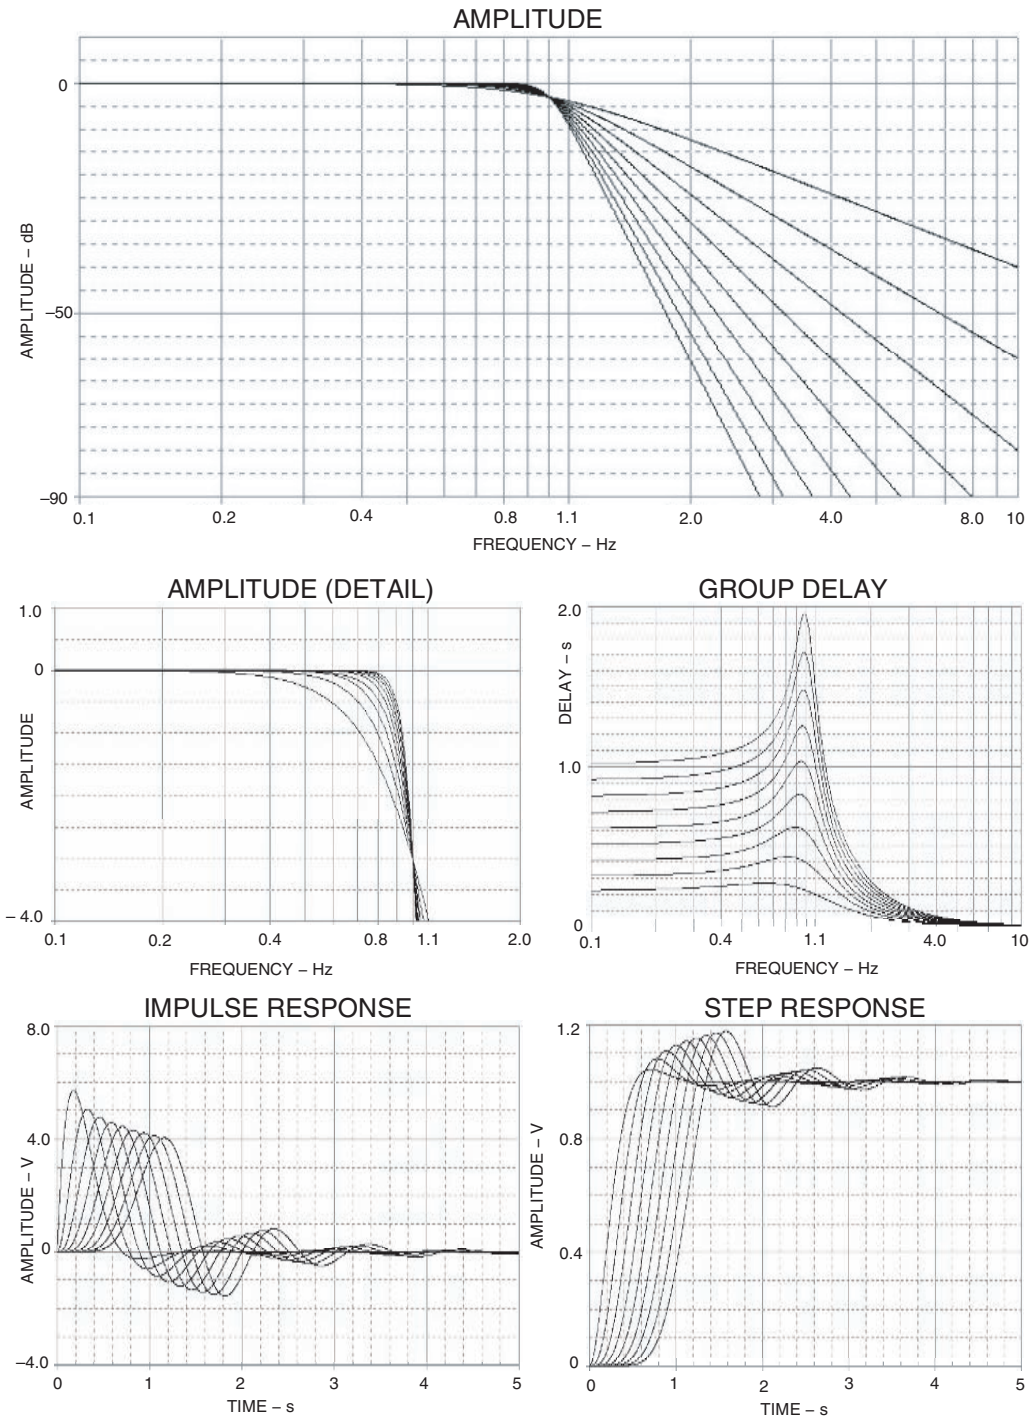 AMPLITUDE
0
–50
–90
AMPLITUDE – dB
0.1 0.2 0.4 0.8 1.1 2.0 4.0 8.0 10
FREQUENCY – Hz
AMPLITUDE (DETAIL)
1.0
0
– 4.0
AMPLITUDE
0.1 0.2 0.4 0.8 1.1 2.0
FREQUENCY – Hz
GROUP DELAY
2.0
1.0
0
DELAY – s
0.1 0.4 1.1 4.0 10
FREQUENCY – Hz
IMPULSE RESPONSE
8.0
4.0
0
–4.0
AMPLITUDE – V
0 1 2 3 4 5
TIME – s
STEP RESPONSE
1.2
0.8
0.4
0
AMPLITUDE – V
0 1 2 3 4 5
TIME – s